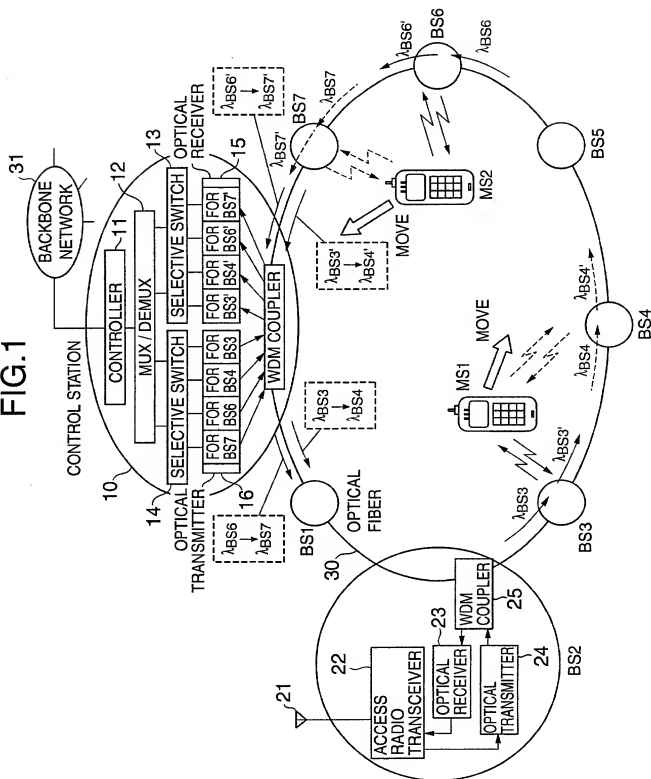 FIG.1
31
BACKBONE
NETWORK
CONTROL STATION
10
CONTROLLER
11
12
MUX / DEMUX
13
14
SELECTIVE SWITCH
SELECTIVE SWITCH
OPTICAL
TRANSMITTER
16
FOR
BS7
FOR
BS6
FOR
BS4
FOR
BS3
FOR
BS3'
FOR
BS4'
FOR
BS6'
FOR
BS7'
15
OPTICAL
RECEIVER
WDM COUPLER
λBS6 → λBS7
λBS3 → λBS4
λBS3' → λBS4'
λBS6' → λBS7'
BS1
OPTICAL
FIBER
30
BS7
λBS7'
λBS7
λBS6'
λBS6
BS6
MOVE
MS2
BS5
MS1
MOVE
21
22
ACCESS
RADIO
TRANSCEIVER
23
OPTICAL
RECEIVER
WDM
COUPLER
25
OPTICAL
TRANSMITTER
24
BS2
λBS3
λBS3'
BS3
λBS4
λBS4'
BS4